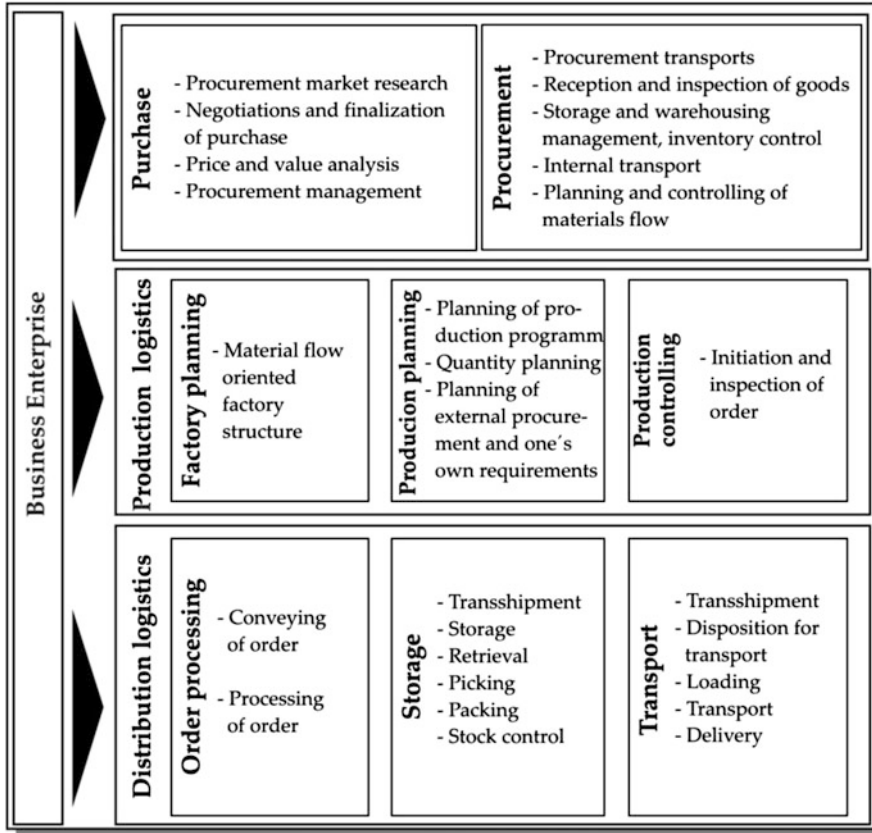 Business Enterprise
Purchase
- Procurement market research
- Negotiations and finalization
of purchase
- Price and value analysis
- Procurement management
Procurement
- Procurement transports
- Reception and inspection of goods
- Storage and warehousing
management, inventory control
- Internal transport
- Planning and controlling of
materials flow
Production logistics
Factory planning
- Material flow
oriented
factory
structure
Producion planning
- Planning of pro-
duction programm
- Quantity planning
- Planning of
external procure-
ment and one´s
own requirements
Production
controlling
- Initiation and
inspection of
order
Distribution logistics
Order processing
- Conveying
of order
- Processing
of order
Storage
- Transshipment
- Storage
- Retrieval
- Picking
- Packing
- Stock control
Transport
- Transshipment
- Disposition for
transport
- Loading
- Transport
- Delivery